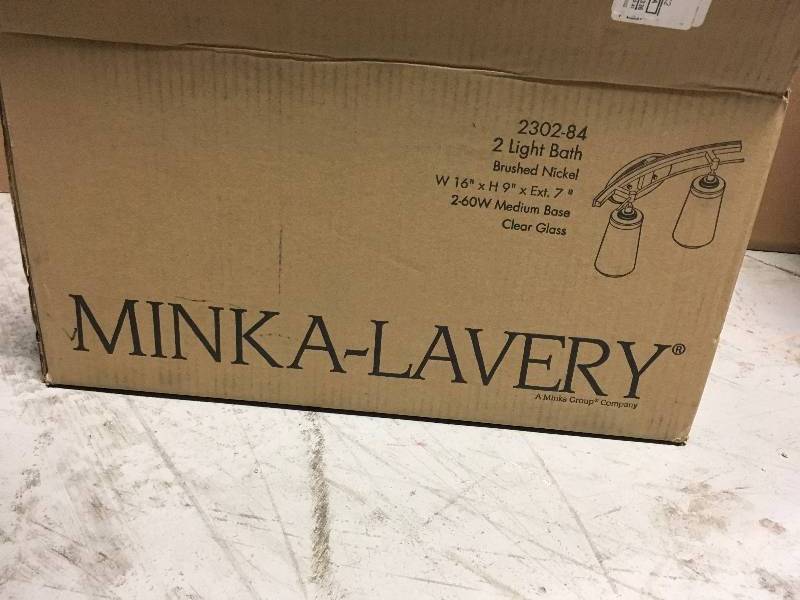 2302-84
2 Light Bath
Brushed Nickel
W 16" x H 9" x Ext. 7 "
2-60W Medium Base
Clear Glass
MINKA-LAVERY®
A Minka Group® Company